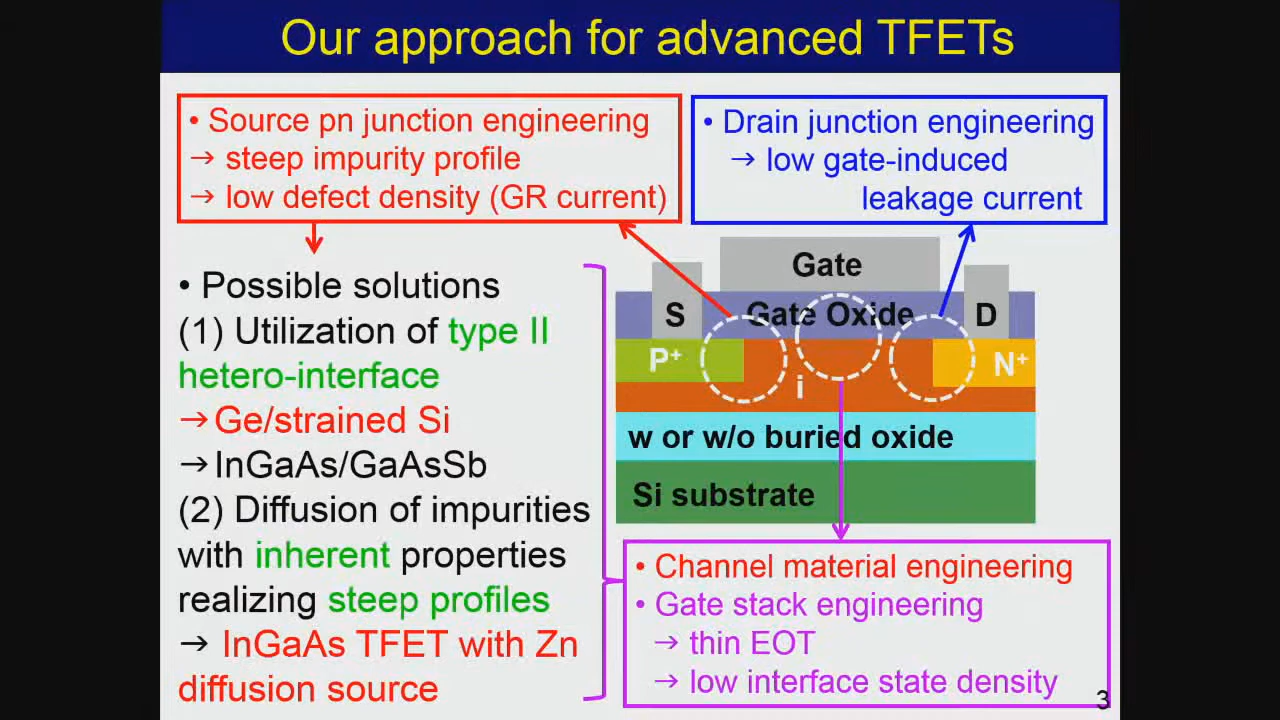 Our approach for advanced TFETs
• Source pn junction engineering
→ steep impurity profile
→ low defect density (GR current)
• Drain junction engineering
→ low gate-induced
leakage current
• Possible solutions
(1) Utilization of type II
hetero-interface
→Ge/strained Si
→InGaAs/GaAsSb
(2) Diffusion of impurities
with inherent properties
realizing steep profiles
→ InGaAs TFET with Zn
diffusion source
Gate
S
Gate Oxide
D
P⁺
i
N⁺
w or w/o buried oxide
Si substrate
• Channel material engineering
• Gate stack engineering
→ thin EOT
→ low interface state density
3